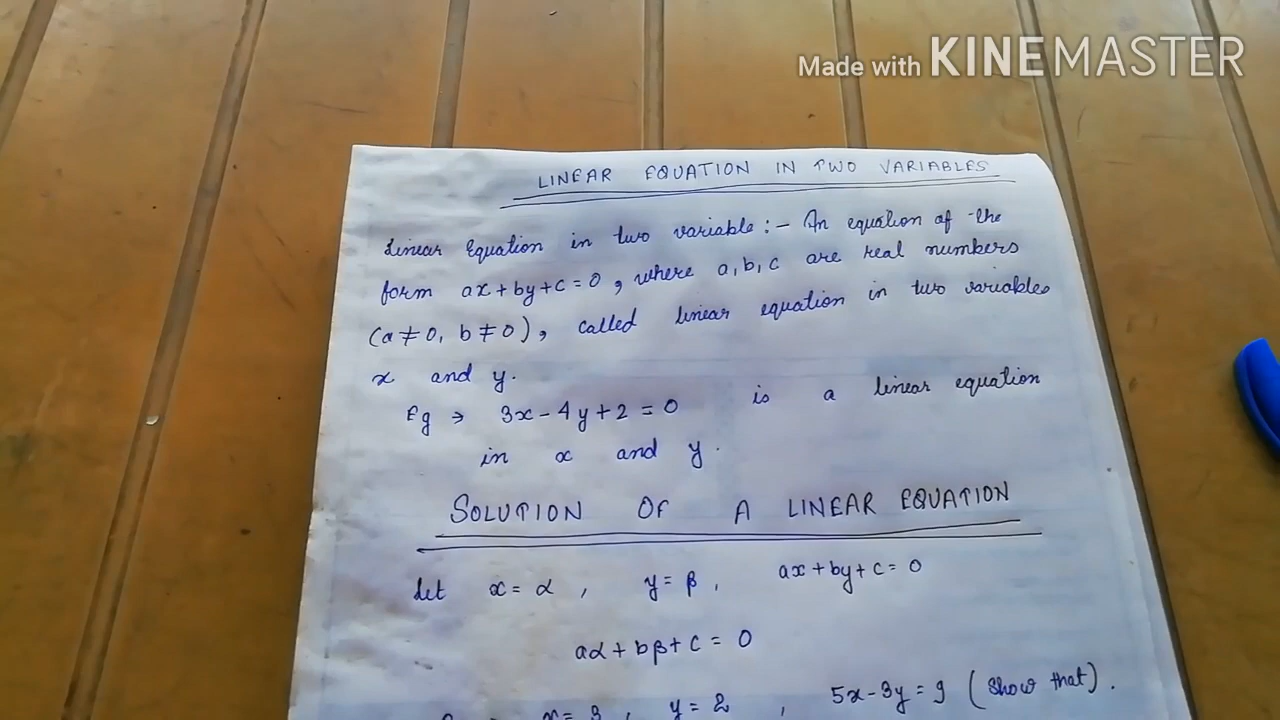 Made with KINEMASTER
LINEAR EQUATION IN TWO VARIABLES
Linear Equation in two variable :- An equation of the
form ax+by+c=0, where a,b,c are real numbers
(a≠0, b≠0), called linear equation in two variables
x and y.
Eg → 3x-4y+2=0 is a linear equation
in x and y.
SOLUTION OF A LINEAR EQUATION
Let x=α, y=β, ax+by+c=0
aα+bβ+c=0
x=3, y=2, 5x-3y=9 (show that).